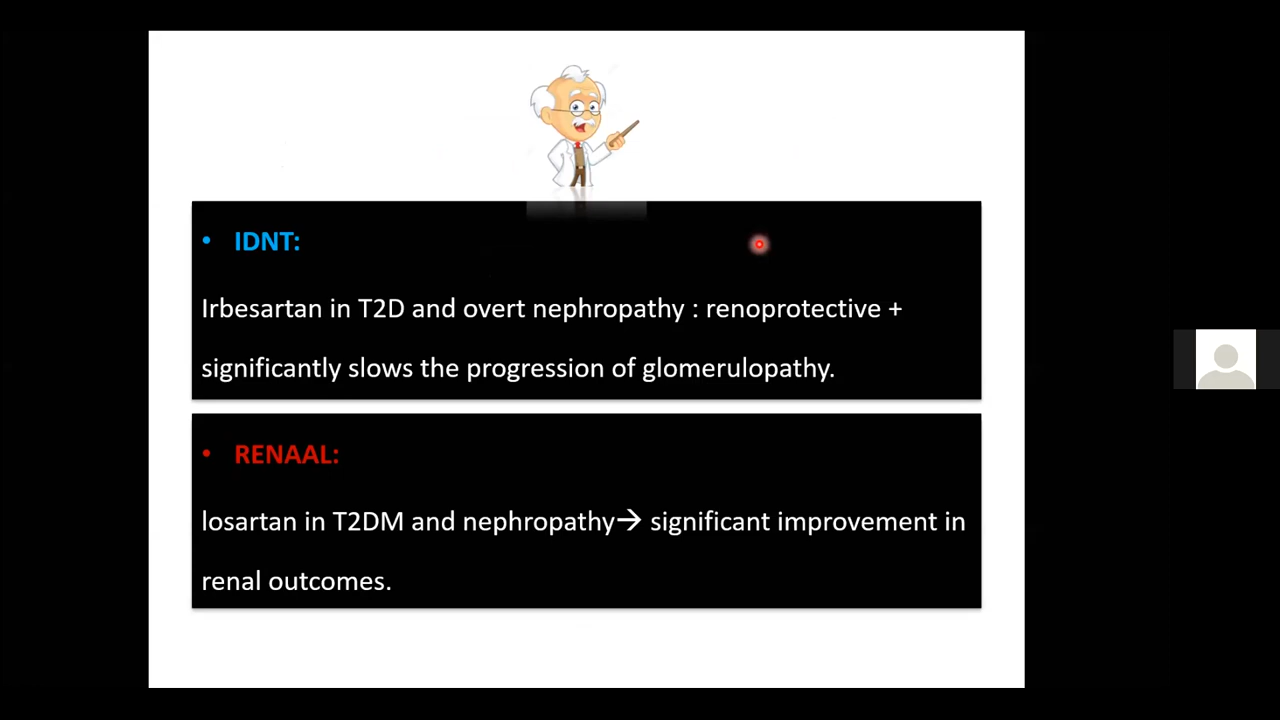 • IDNT:
Irbesartan in T2D and overt nephropathy : renoprotective +
significantly slows the progression of glomerulopathy.
• RENAAL:
losartan in T2DM and nephropathy→ significant improvement in
renal outcomes.